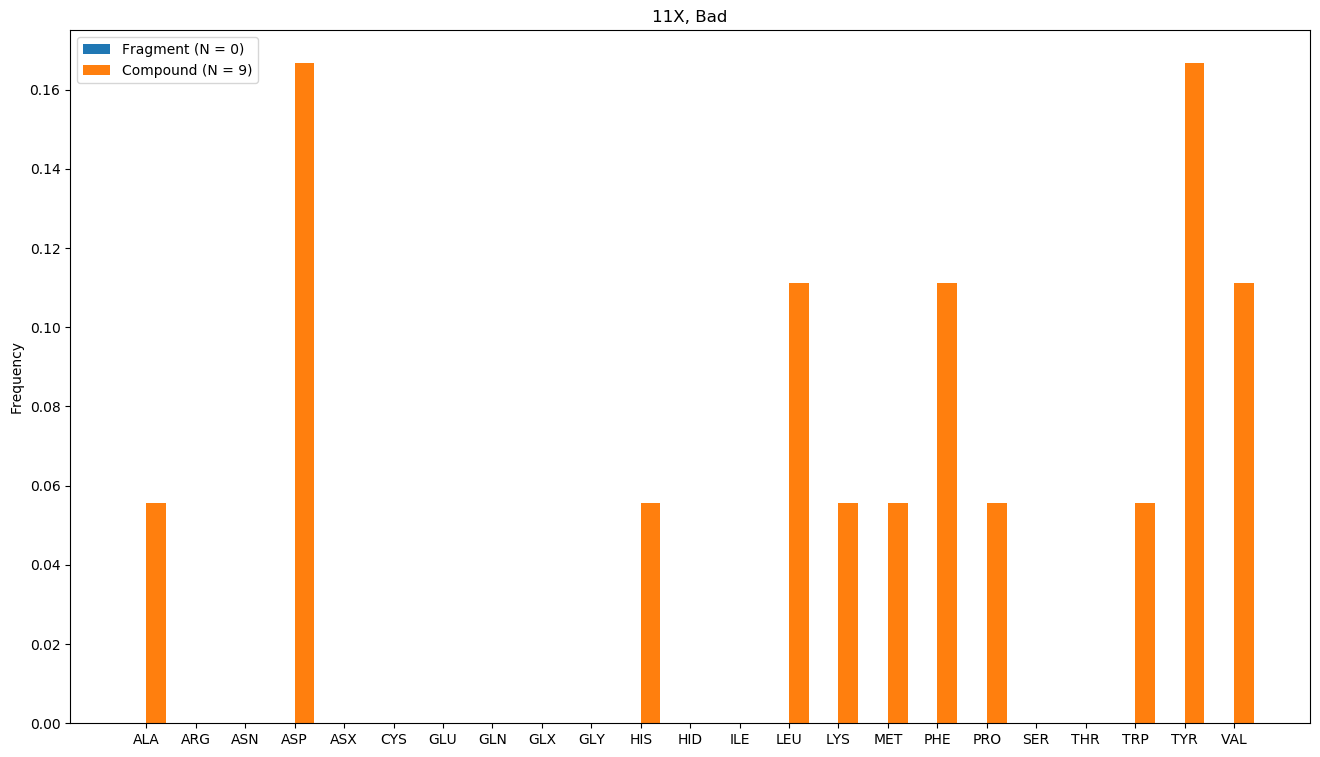 11X, Bad
Fragment (N = 0)
Compound (N = 9)
Frequency
0.16
0.14
0.12
0.10
0.08
0.06
0.04
0.02
0.00
ALA ARG ASN ASP ASX CYS GLU GLN GLX GLY HIS HID ILE LEU LYS MET PHE PRO SER THR TRP TYR VAL